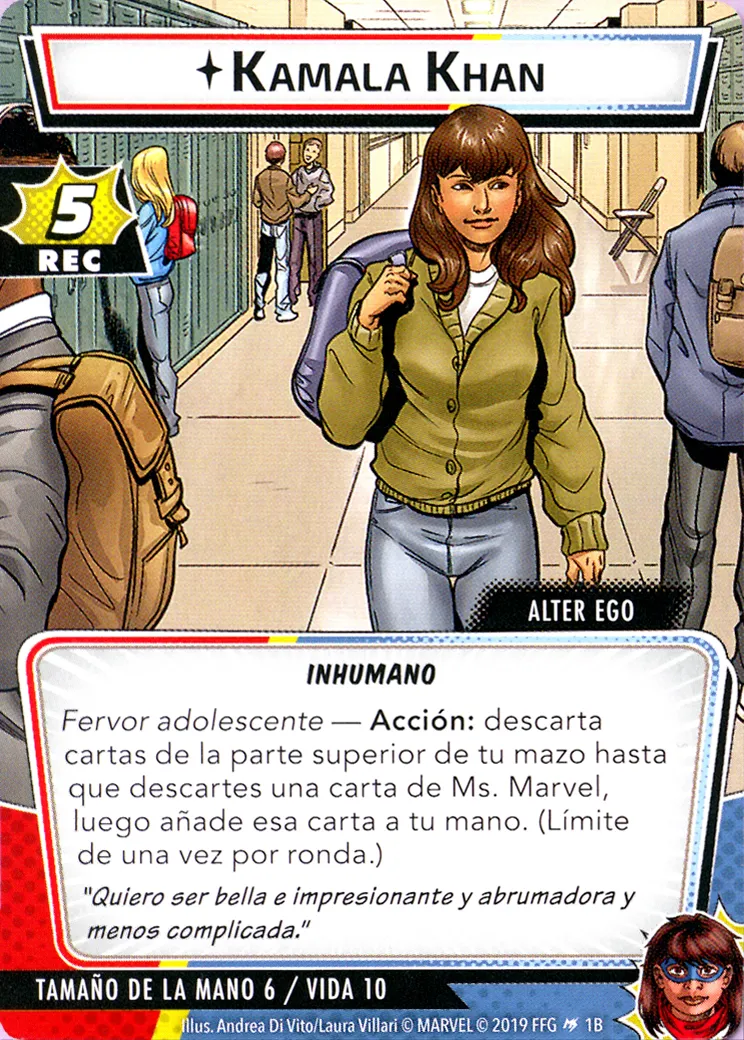 KAMALA KHAN
5
REC
ALTER EGO
INHUMANO
Fervor adolescente — Acción: descarta
cartas de la parte superior de tu mazo hasta
que descartes una carta de Ms. Marvel,
luego añade esa carta a tu mano. (Límite
de una vez por ronda.)
"Quiero ser bella e impresionante y abrumadora y
menos complicada."
TAMAÑO DE LA MANO 6 / VIDA 10
Illus. Andrea Di Vito/Laura Villari © MARVEL © 2019 FFG 1B